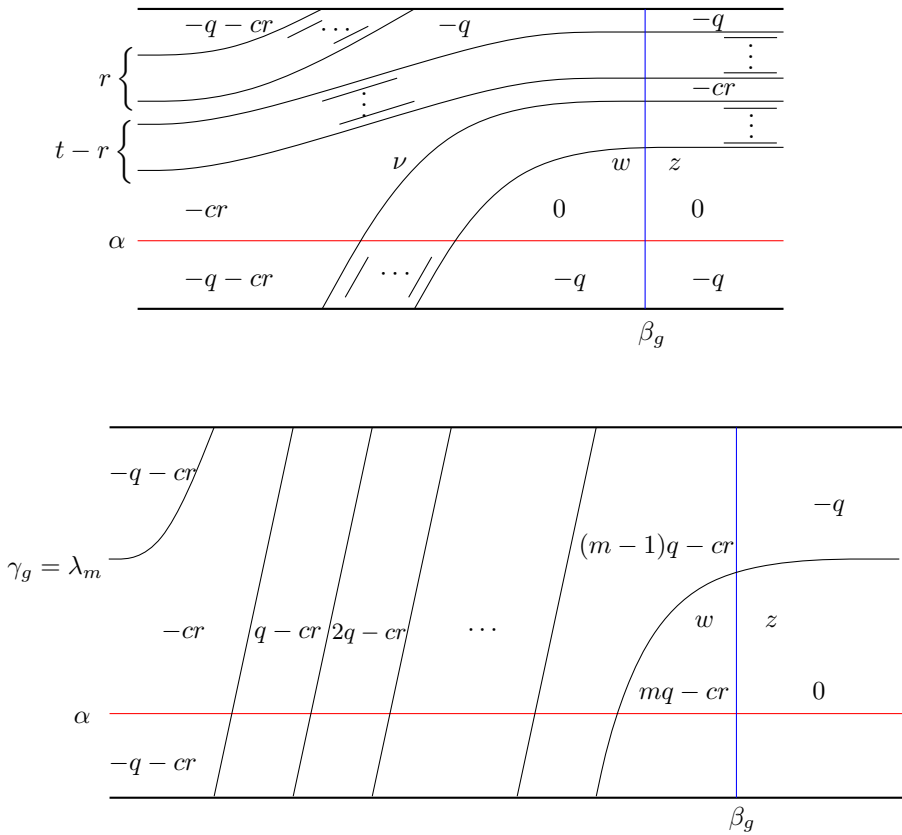 −q − cr ⋯ −q −q
r ⋮
⋮ −cr
t − r ⋮
ν w z
−cr 0 0
α
−q − cr ⋯ −q −q
β_g
−q − cr −q
(m − 1)q − cr
γ_g = λ_m
−cr q − cr 2q − cr ⋯ w z
mq − cr 0
α
−q − cr
β_g